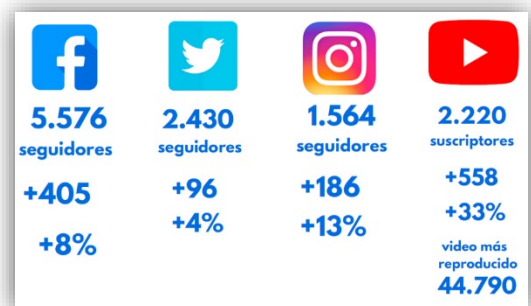 5.576
seguidores
+405
+8%
2.430
seguidores
+96
+4%
1.564
seguidores
+186
+13%
2.220
suscriptores
+558
+33%
video más
reproducido
44.790